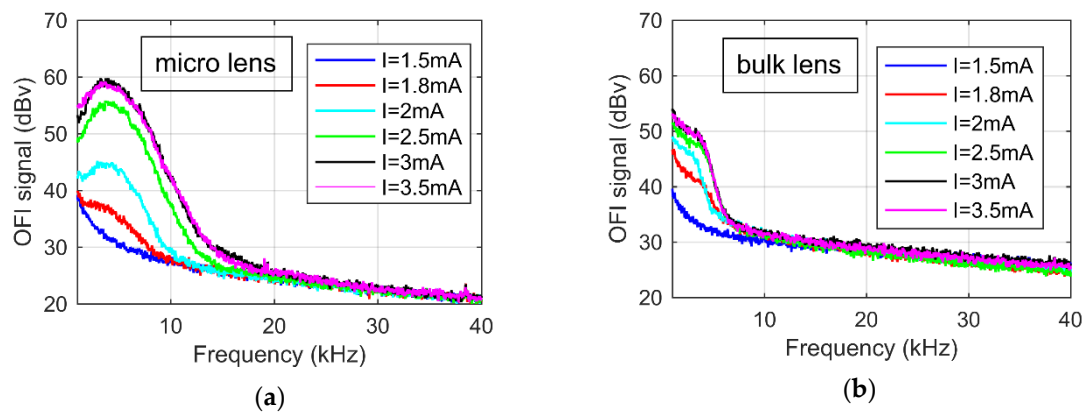 70
60
50
40
30
20
OFI signal (dBv)
micro lens
I=1.5mA
I=1.8mA
I=2mA
I=2.5mA
I=3mA
I=3.5mA
10 20 30 40
Frequency (kHz)
(a)
70
60
50
40
30
20
OFI signal (dBv)
bulk lens
I=1.5mA
I=1.8mA
I=2mA
I=2.5mA
I=3mA
I=3.5mA
10 20 30 40
Frequency (kHz)
(b)